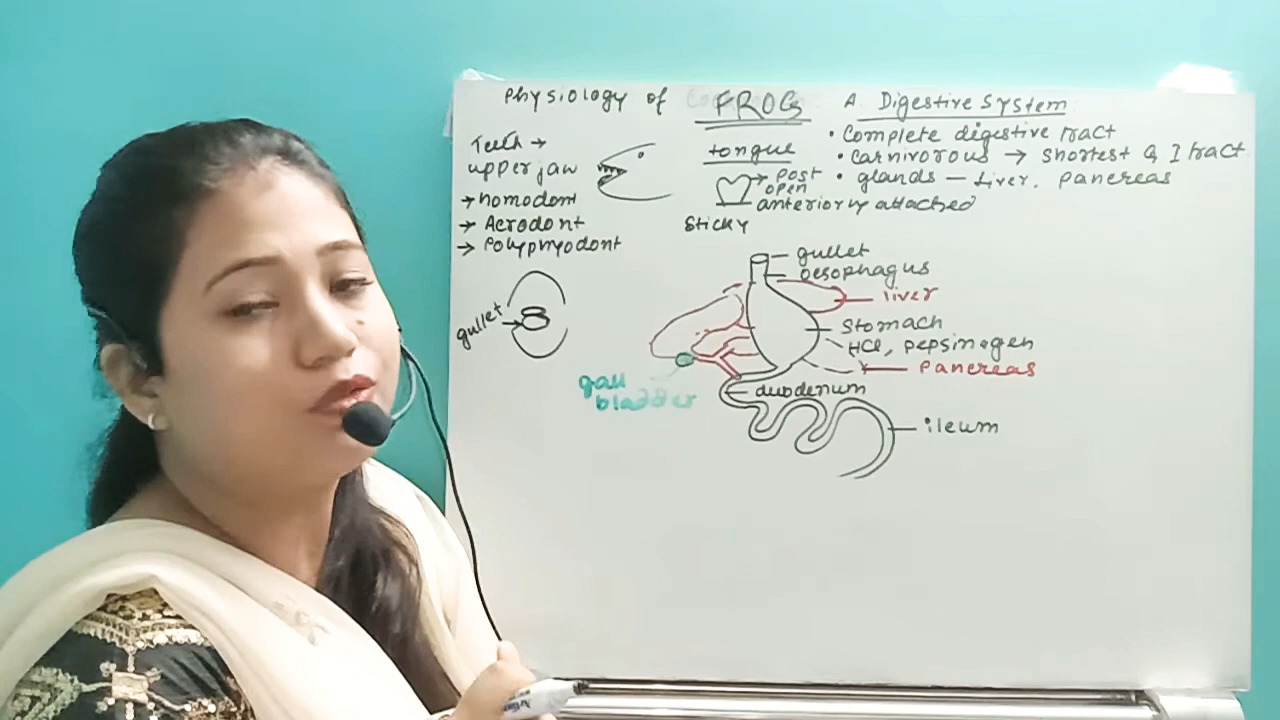 Physiology of FROG
A. Digestive System
• Complete digestive tract
• Carnivorous → shortest G I tract.
• glands – Liver, Pancreas
Teeth →
upper jaw
→ Homodont
→ Acrodont
→ Polyphyodont
tongue
post
open
anteriorly attached
Sticky
gullet
gullet
oesophagus
liver
Stomach
HCl, pepsinogen
Pancreas
gall
bladder
duodenum
ileum